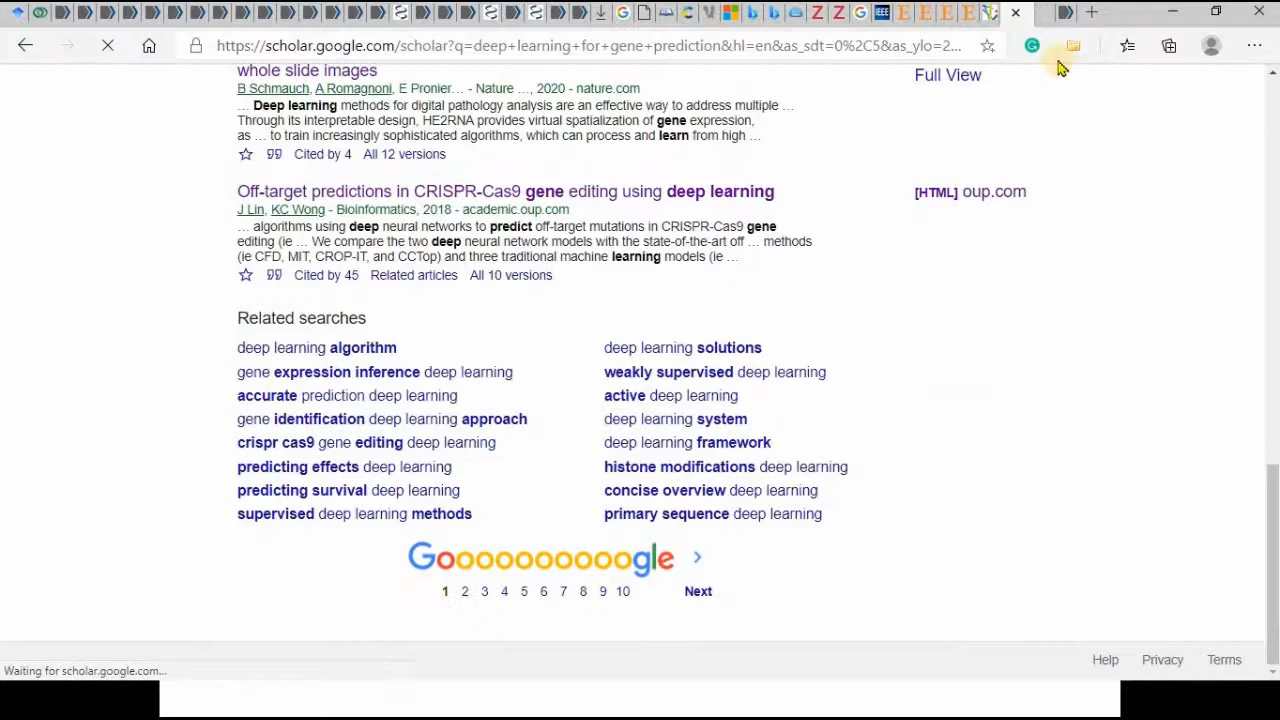 https://scholar.google.com/scholar?q=deep+learning+for+gene+prediction&hl=en&as_sdt=0%2C5&as_ylo=2...
whole slide images
Full View
B Schmauch, A Romagnoni, E Pronier… - Nature …, 2020 - nature.com
… Deep learning methods for digital pathology analysis are an effective way to address multiple …
Through its interpretable design, HE2RNA provides virtual spatialization of gene expression,
as … to train increasingly sophisticated algorithms, which can process and learn from high …
Cited by 4 All 12 versions
Off-target predictions in CRISPR-Cas9 gene editing using deep learning
[HTML] oup.com
J Lin, KC Wong - Bioinformatics, 2018 - academic.oup.com
… algorithms using deep neural networks to predict off-target mutations in CRISPR-Cas9 gene
editing (ie … We compare the two deep neural network models with the state-of-the-art off … methods
(ie CFD, MIT, CROP-IT, and CCTop) and three traditional machine learning models (ie …
Cited by 45 Related articles All 10 versions
Related searches
deep learning algorithm
deep learning solutions
gene expression inference deep learning
weakly supervised deep learning
accurate prediction deep learning
active deep learning
gene identification deep learning approach
deep learning system
crispr cas9 gene editing deep learning
deep learning framework
predicting effects deep learning
histone modifications deep learning
predicting survival deep learning
concise overview deep learning
supervised deep learning methods
primary sequence deep learning
Goooooooooogle
1 2 3 4 5 6 7 8 9 10 Next
Help Privacy Terms
Waiting for scholar.google.com...